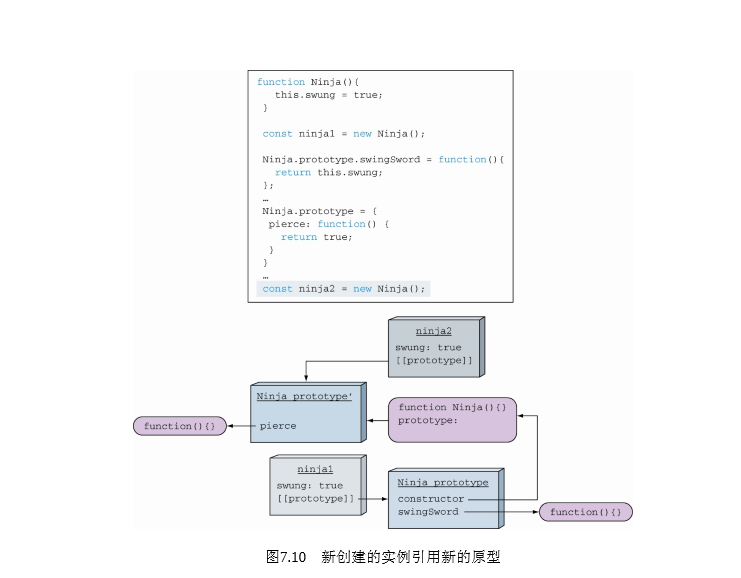 function Ninja(){
this.swung = true;
}
const ninja1 = new Ninja();
Ninja.prototype.swingSword = function(){
return this.swung;
};
…
Ninja.prototype = {
pierce: function() {
return true;
}
}
…
const ninja2 = new Ninja();
ninja2
swung: true
[[prototype]]
Ninja prototype'
pierce
function(){}
function Ninja(){}
prototype:
ninja1
swung: true
[[prototype]]
Ninja prototype
constructor
swingSword
function(){}
图7.10 新创建的实例引用新的原型